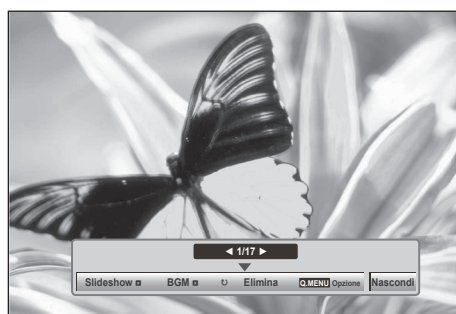 ◀ 1/17 ▶
Slideshow BGM ↻ Elimina Q.MENU Opzione Nascondi